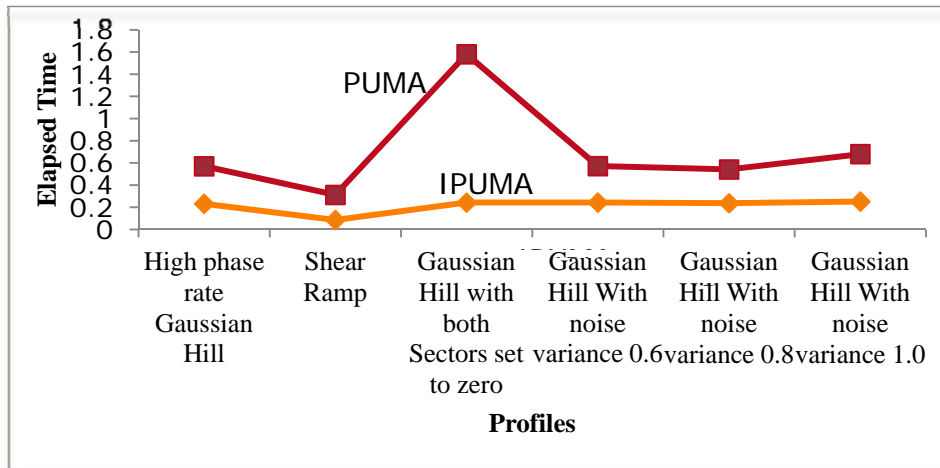 1.8
1.6
1.4
1.2
1
0.8
0.6
0.4
0.2
0
Elapsed Time
PUMA
IPUMA
High phase
rate
Gaussian
Hill
Shear
Ramp
Gaussian
Hill with
both
Sectors set
to zero
Gaussian
Hill With
noise
variance 0.6
Gaussian
Hill With
noise
variance 0.8
Gaussian
Hill With
noise
variance 1.0
Profiles